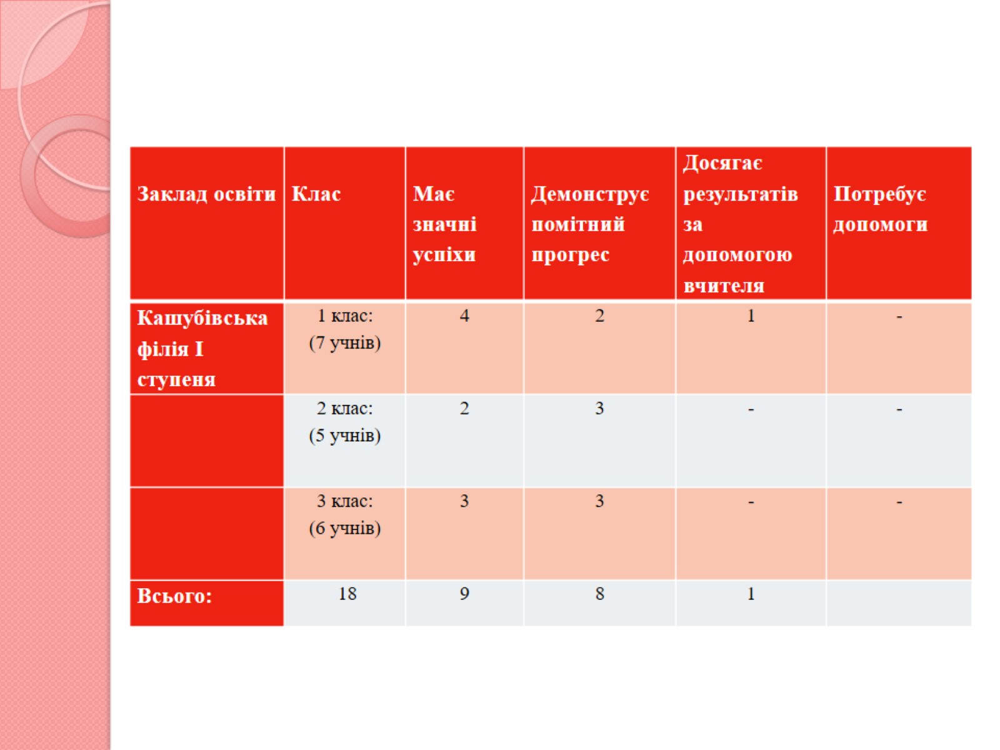 Заклад освіти
Клас
Має
значні
успіхи
Демонструє
помітний
прогрес
Досягає
результатів
за
допомогою
вчителя
Потребує
допомоги
Кашубівська
філія І
ступеня
1 клас:
(7 учнів)
4
2
1
-
2 клас:
(5 учнів)
2
3
-
-
3 клас:
(6 учнів)
3
3
-
-
Всього:
18
9
8
1